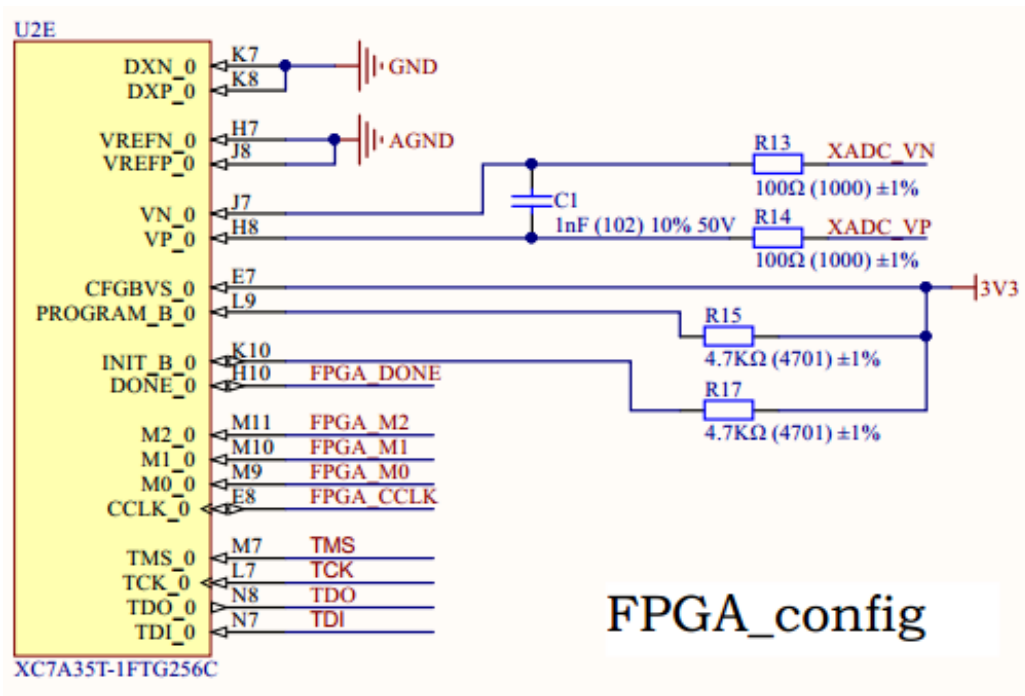 U2E
DXN_0 K7 GND
DXP_0 K8
VREFN_0 H7 AGND
VREFP_0 J8
R13 XADC_VN
100Ω (1000) ±1%
VN_0 J7 C1
1nF (102) 10% 50V
VP_0 H8 R14 XADC_VP
100Ω (1000) ±1%
CFGBVS_0 E7 3V3
PROGRAM_B_0 L9 R15
4.7KΩ (4701) ±1%
INIT_B_0 K10
DONE_0 H10 FPGA_DONE
R17
4.7KΩ (4701) ±1%
M2_0 M11 FPGA_M2
M1_0 M10 FPGA_M1
M0_0 M9 FPGA_M0
CCLK_0 E8 FPGA_CCLK
TMS_0 M7 TMS
TCK_0 L7 TCK
TDO_0 N8 TDO
TDI_0 N7 TDI
FPGA_config
XC7A35T-1FTG256C